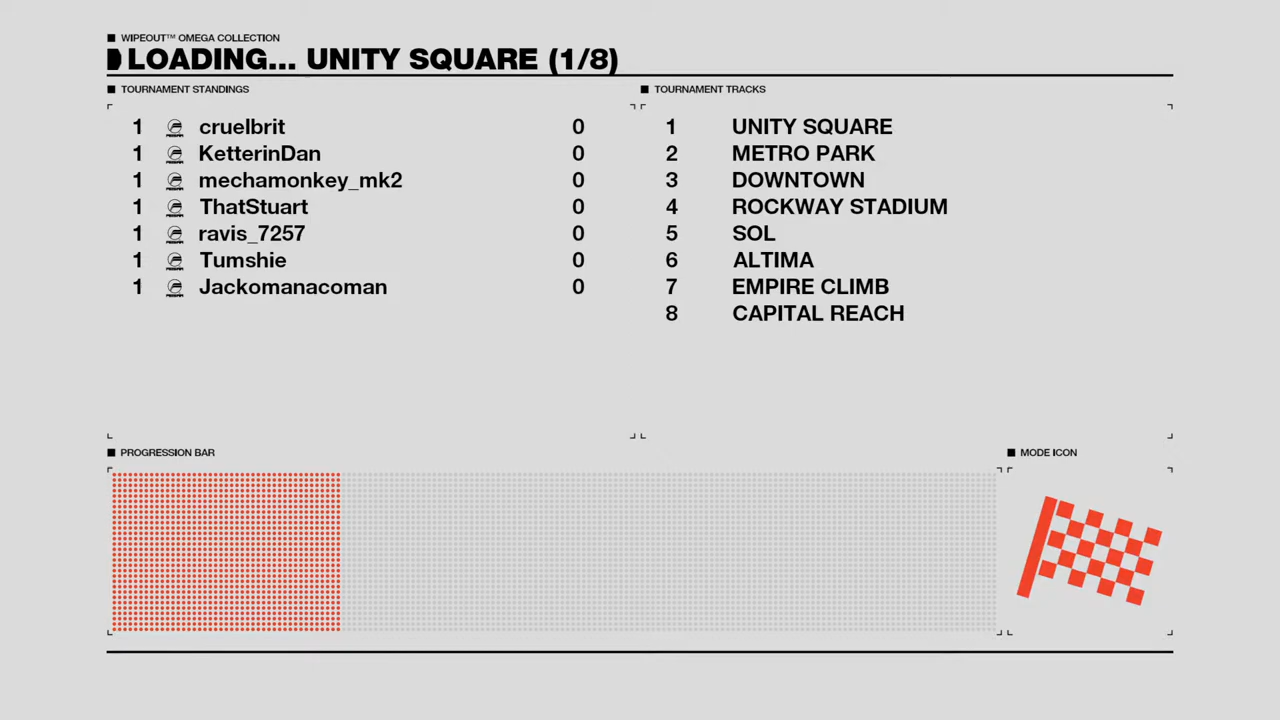 WIPEOUT™ OMEGA COLLECTION
LOADING... UNITY SQUARE (1/8)
TOURNAMENT STANDINGS
1 cruelbrit 0
1 KetterinDan 0
1 mechamonkey_mk2 0
1 ThatStuart 0
1 ravis_7257 0
1 Tumshie 0
1 Jackomanacoman 0
TOURNAMENT TRACKS
1 UNITY SQUARE
2 METRO PARK
3 DOWNTOWN
4 ROCKWAY STADIUM
5 SOL
6 ALTIMA
7 EMPIRE CLIMB
8 CAPITAL REACH
PROGRESSION BAR
MODE ICON